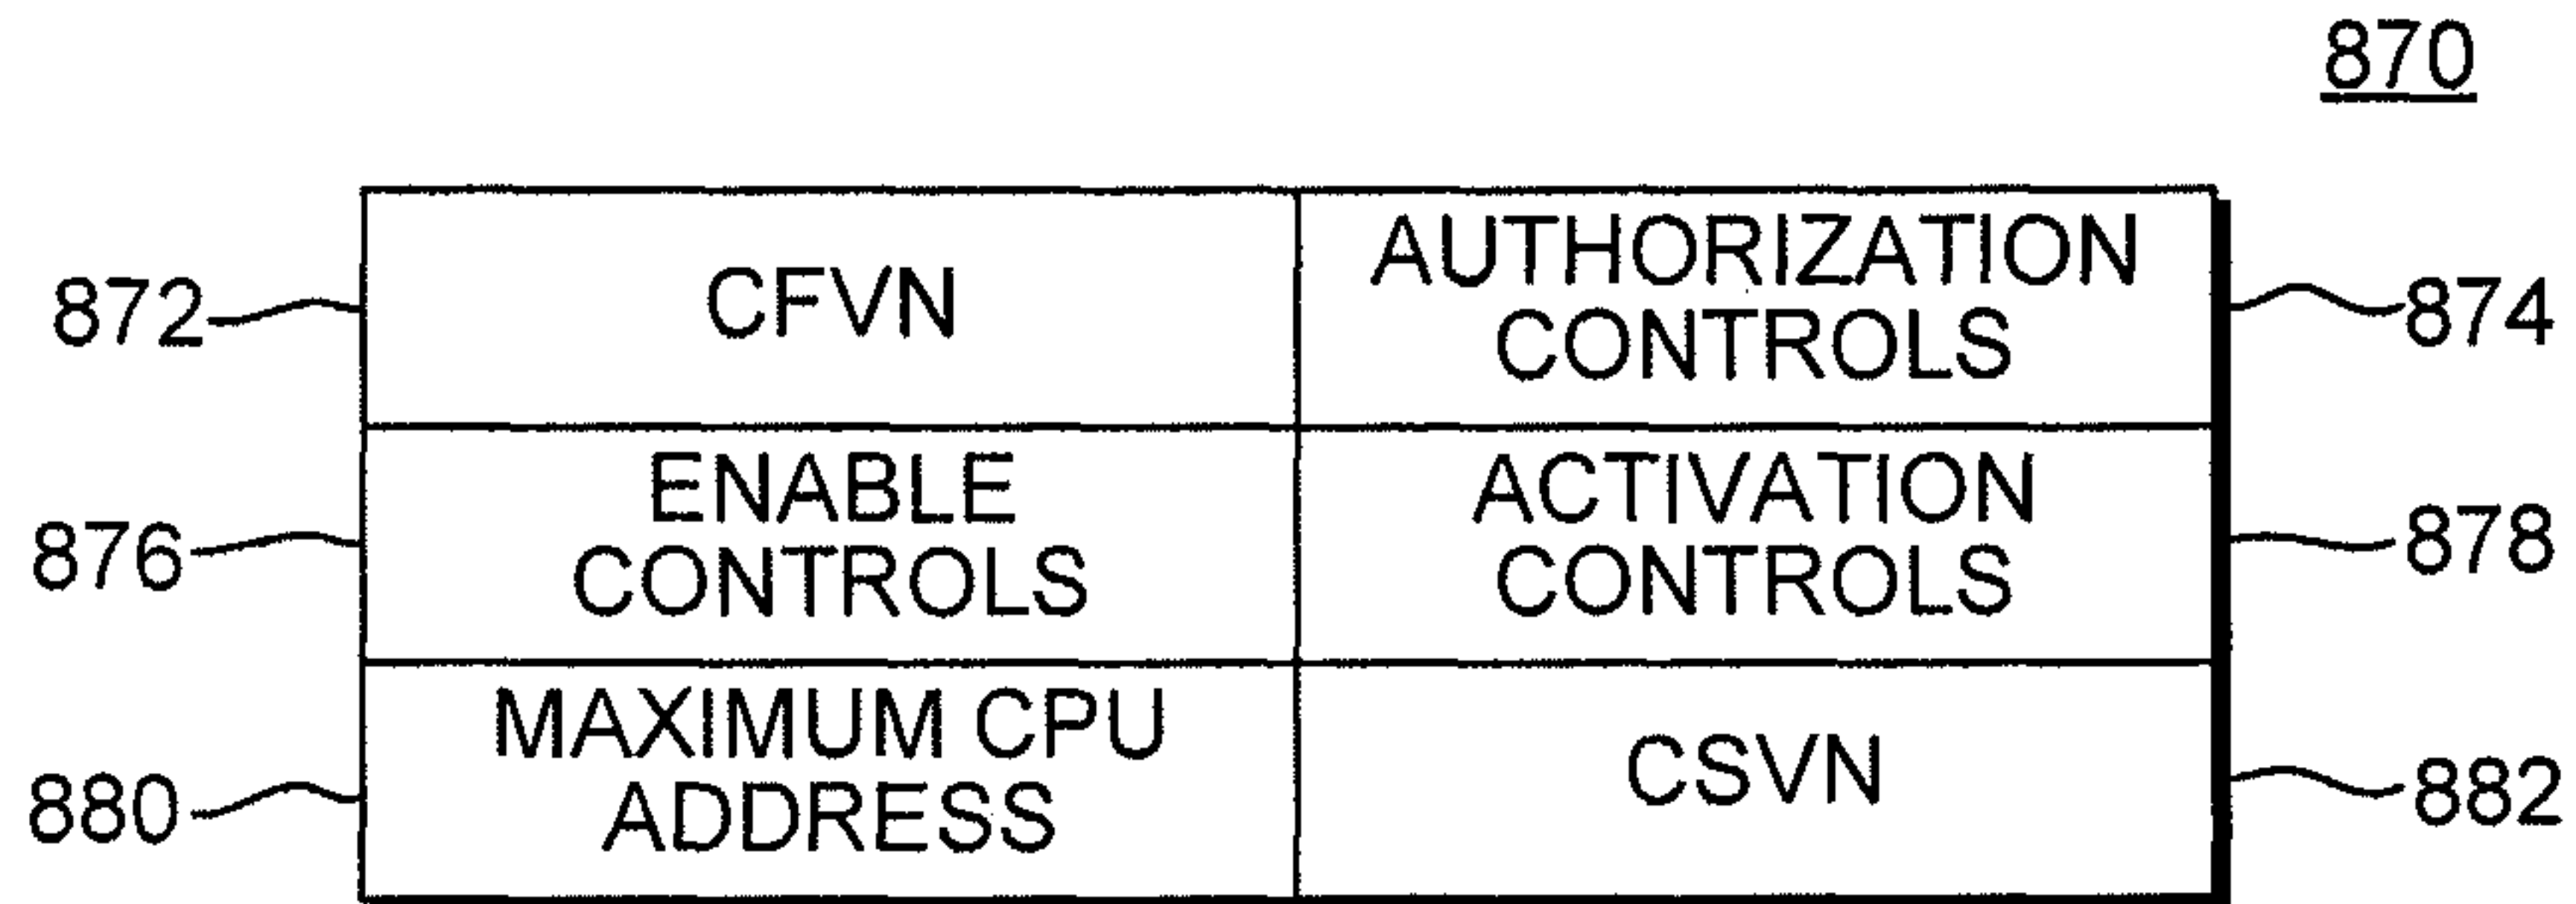 870
872
CFVN
AUTHORIZATION
CONTROLS
874
876
ENABLE
CONTROLS
ACTIVATION
CONTROLS
878
880
MAXIMUM CPU
ADDRESS
CSVN
882